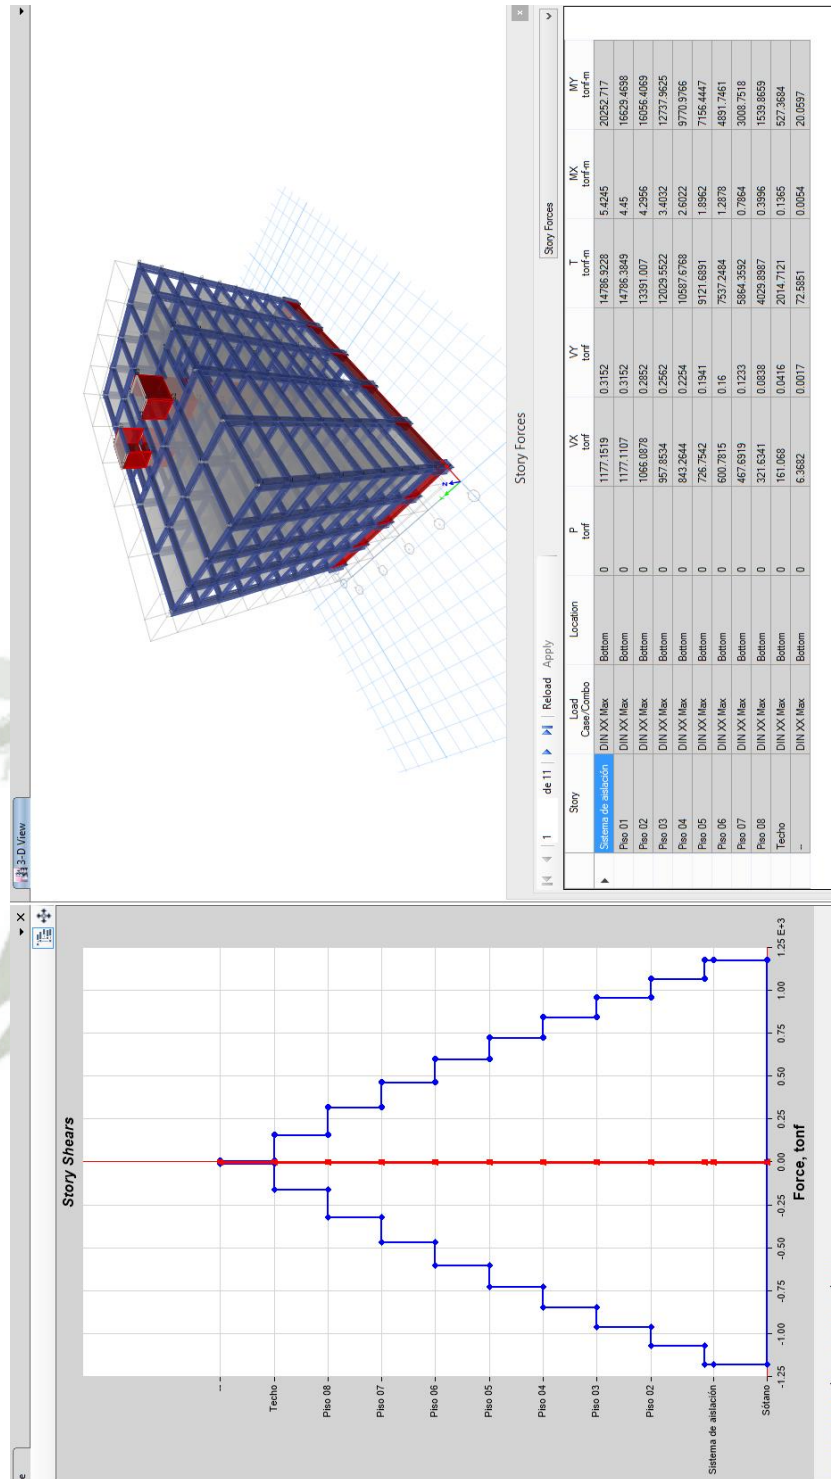 e
Story Shears
--
Techo
Piso 08
Piso 07
Piso 06
Piso 05
Piso 04
Piso 03
Piso 02
Sistema de aislación
Sótano
-1.25 -1.00 -0.75 -0.50 -0.25 0.00 0.25 0.50 0.75 1.00 1.25 E+3
Force, tonf
3-D View
Story Forces
1 de 11 Reload Apply Story Forces
Story Load Case/Combo Location P tonf VX tonf VY tonf T tonf-m MX tonf-m MY tonf-m
Sistema de aislación DIN XX Max Bottom 0 1177.1519 0.3152 14786.9228 5.4245 20252.717
Piso 01 DIN XX Max Bottom 0 1177.1107 0.3152 14786.3849 4.45 16629.4698
Piso 02 DIN XX Max Bottom 0 1066.0878 0.2852 13391.007 4.2956 16056.4069
Piso 03 DIN XX Max Bottom 0 957.8534 0.2562 12029.5522 3.4032 12737.9625
Piso 04 DIN XX Max Bottom 0 843.2644 0.2254 10587.6768 2.6022 9770.9766
Piso 05 DIN XX Max Bottom 0 726.7542 0.1941 9121.6891 1.8962 7156.4447
Piso 06 DIN XX Max Bottom 0 600.7815 0.16 7537.2484 1.2878 4891.7461
Piso 07 DIN XX Max Bottom 0 467.6919 0.1233 5864.3592 0.7864 3008.7518
Piso 08 DIN XX Max Bottom 0 321.6341 0.0838 4029.8987 0.3996 1539.8659
Techo DIN XX Max Bottom 0 161.068 0.0416 2014.7121 0.1365 527.3684
-- DIN XX Max Bottom 0 6.3682 0.0017 72.5851 0.0054 20.0597